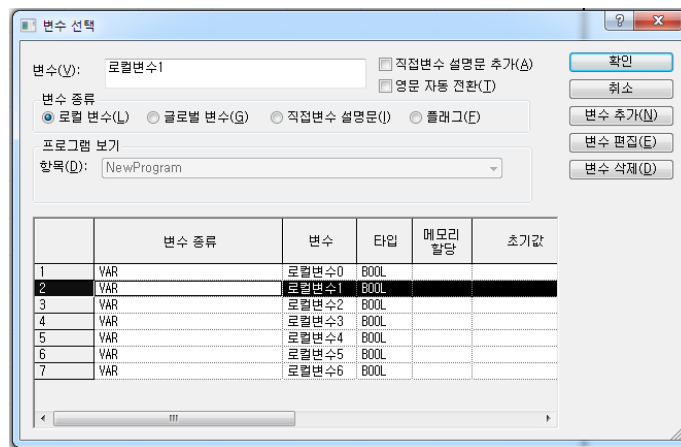 변수 선택
변수(V): 로컬변수1
직접변수 설명문 추가(A)
영문 자동 전환(T)
확인
취소
변수 추가(N)
변수 편집(E)
변수 삭제(D)
변수 종류
로컬 변수(L) 글로벌 변수(G) 직접변수 설명문(I) 플래그(F)
프로그램 보기
항목(D): NewProgram
변수 종류 변수 타입 메모리 할당 초기값
1 VAR 로컬변수0 BOOL
2 VAR 로컬변수1 BOOL
3 VAR 로컬변수2 BOOL
4 VAR 로컬변수3 BOOL
5 VAR 로컬변수4 BOOL
6 VAR 로컬변수5 BOOL
7 VAR 로컬변수6 BOOL